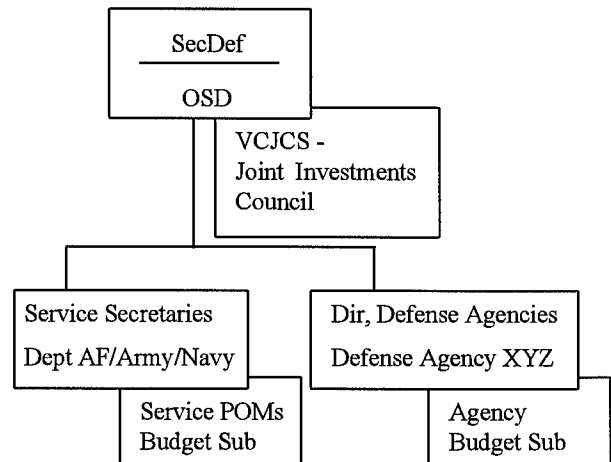 SecDef
OSD
VCJCS -
Joint Investments
Council
Service Secretaries
Dept AF/Army/Navy
Dir, Defense Agencies
Defense Agency XYZ
Service POMs
Budget Sub
Agency
Budget Sub